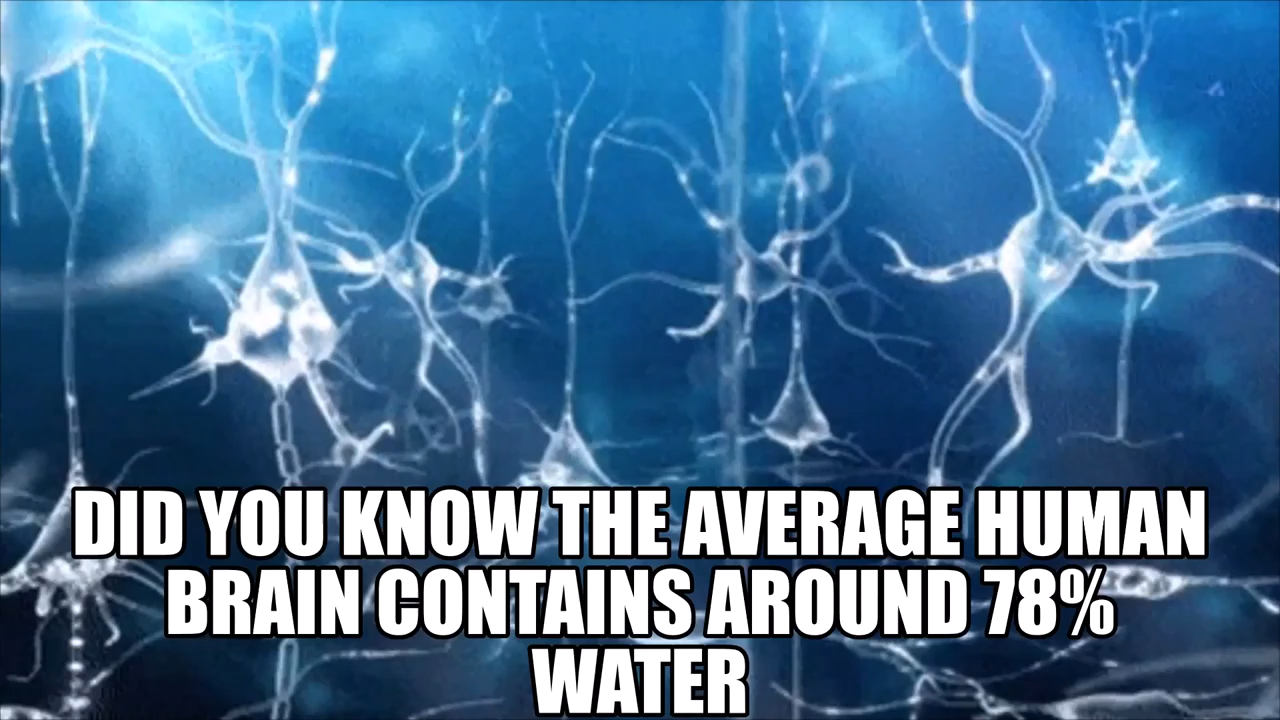 DID YOU KNOW THE AVERAGE HUMAN
BRAIN CONTAINS AROUND 78%
WATER